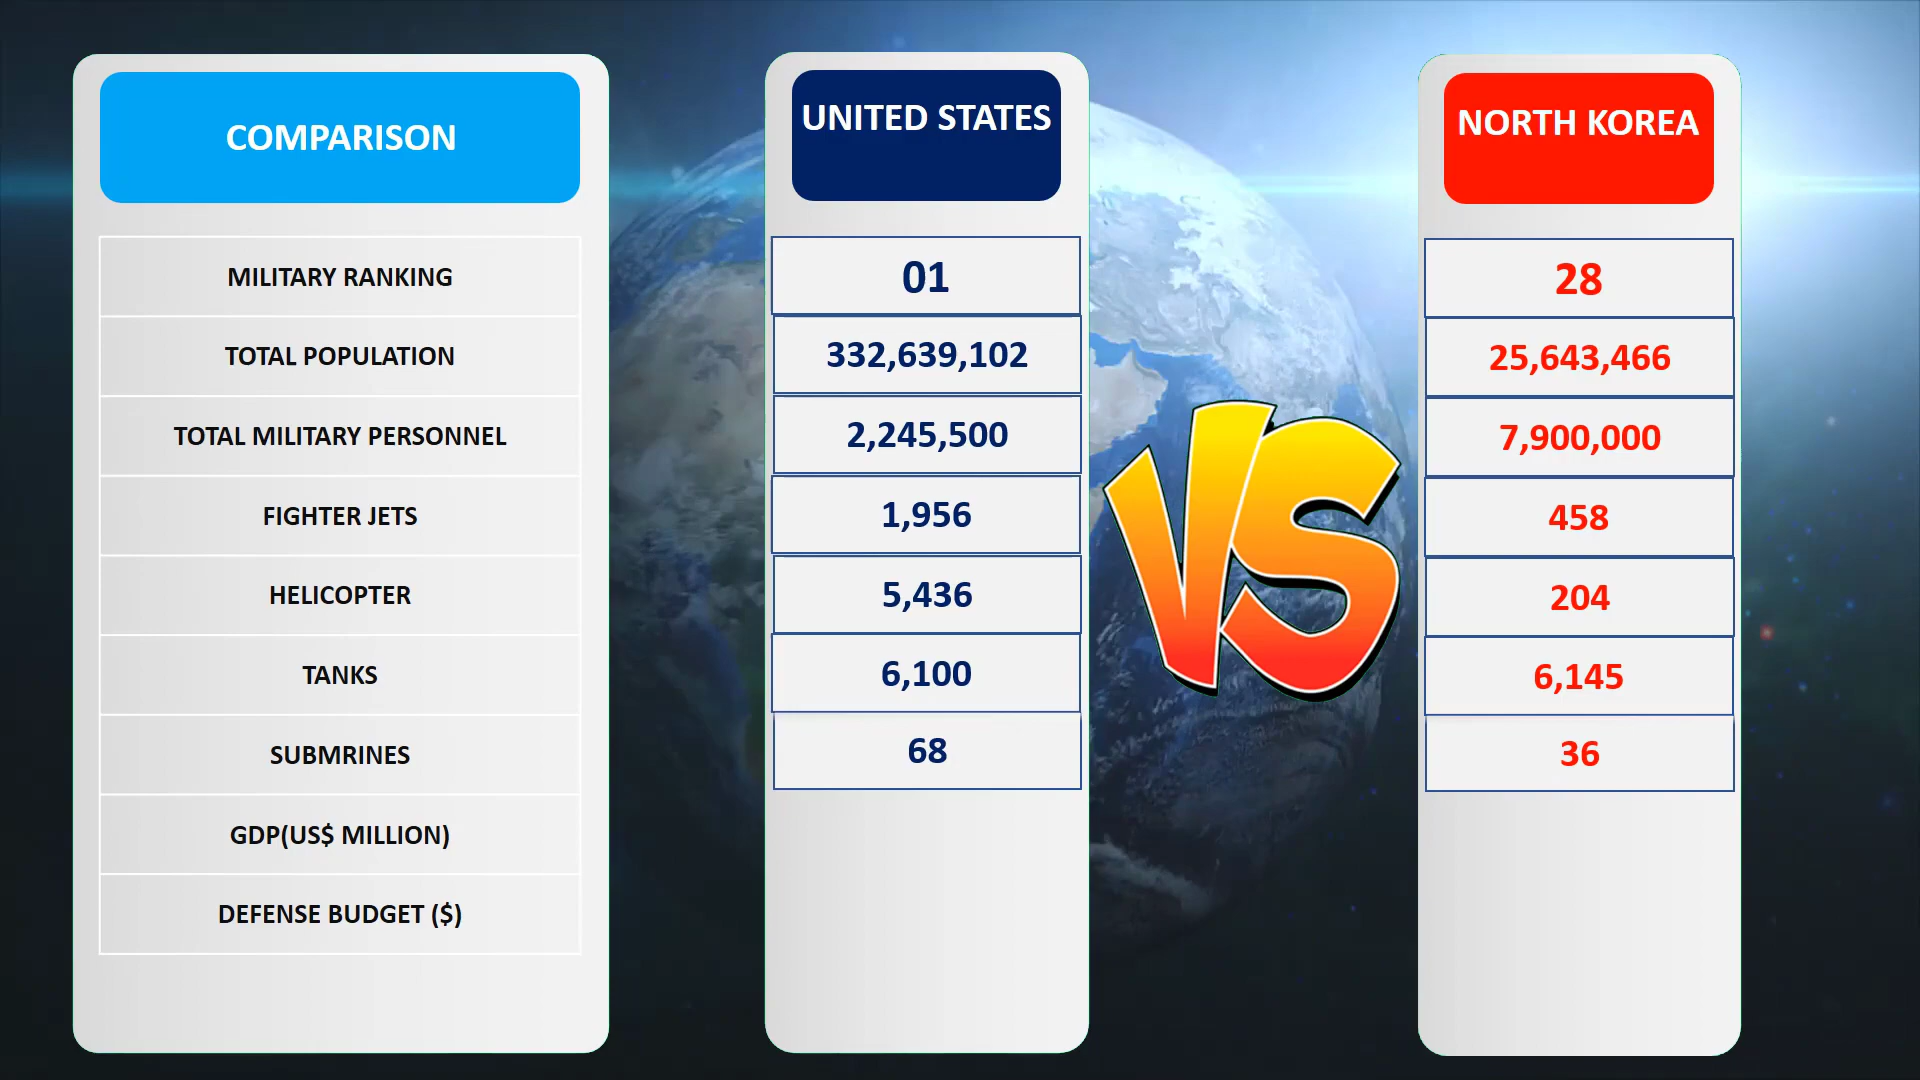 COMPARISON
UNITED STATES
NORTH KOREA
MILITARY RANKING
01
28
TOTAL POPULATION
332,639,102
25,643,466
TOTAL MILITARY PERSONNEL
2,245,500
7,900,000
FIGHTER JETS
1,956
458
HELICOPTER
5,436
204
TANKS
6,100
6,145
SUBMRINES
68
36
GDP(US$ MILLION)
DEFENSE BUDGET ($)
VS